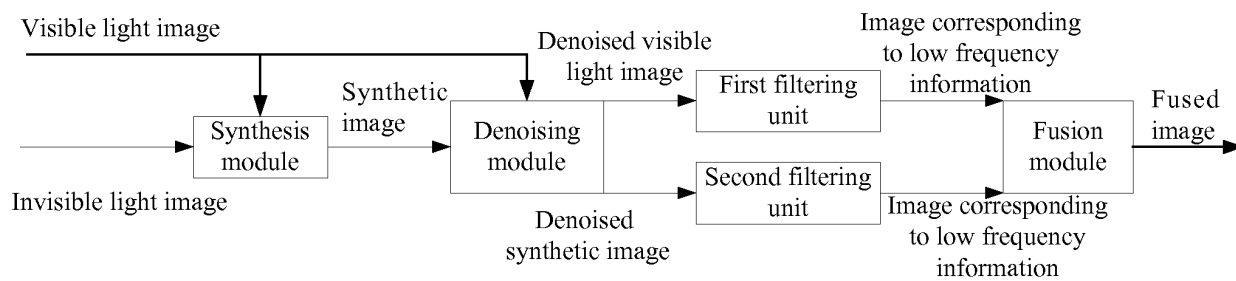 Visible light image
Invisible light image
Synthesis
module
Synthetic
image
Denoising
module
Denoised visible
light image
Denoised
synthetic image
First filtering
unit
Second filtering
unit
Image corresponding
to low frequency
information
Image corresponding
to low frequency
information
Fusion
module
Fused
image